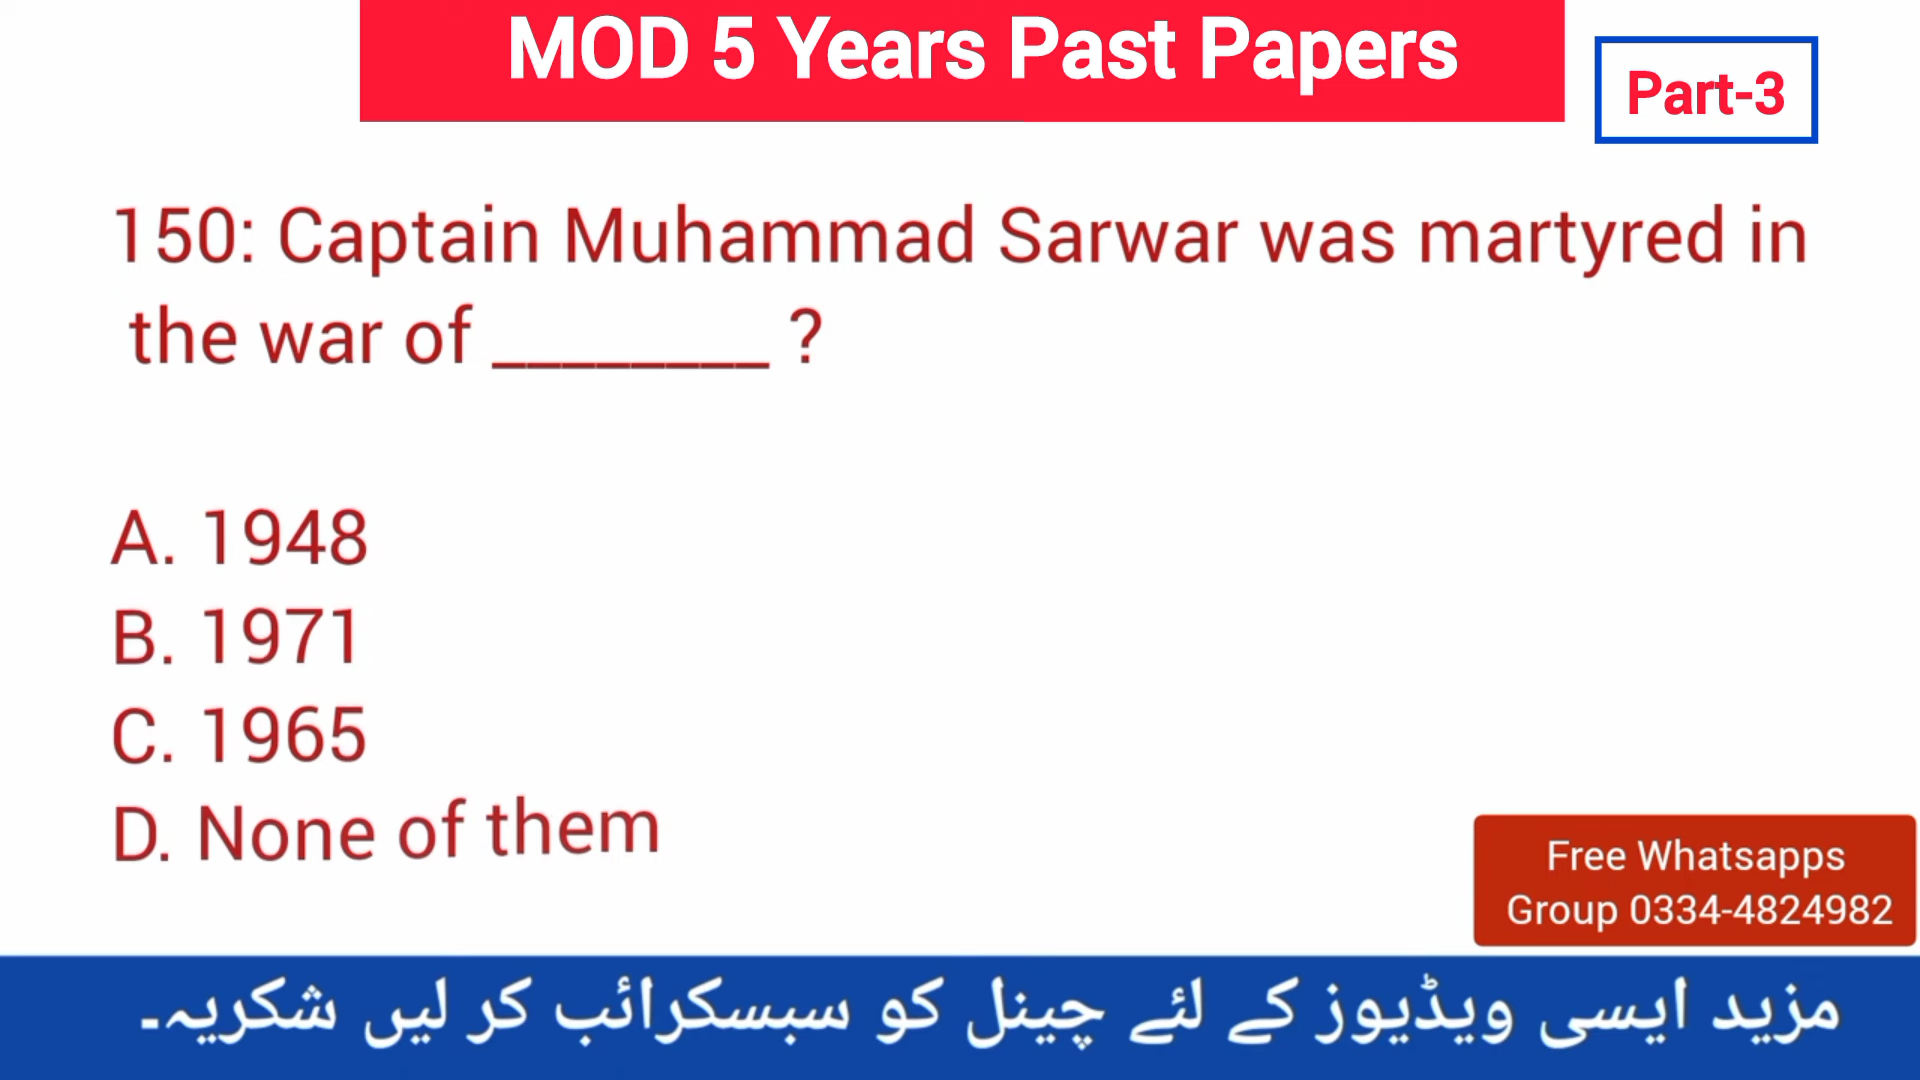 MOD 5 Years Past Papers
Part-3
150: Captain Muhammad Sarwar was martyred in
the war of ________ ?
A. 1948
B. 1971
C. 1965
D. None of them
Free Whatsapps
Group 0334-4824982
مزید ایسی ویڈیوز کے لئے چینل کو سبسکرائب کر لیں شکریہ۔